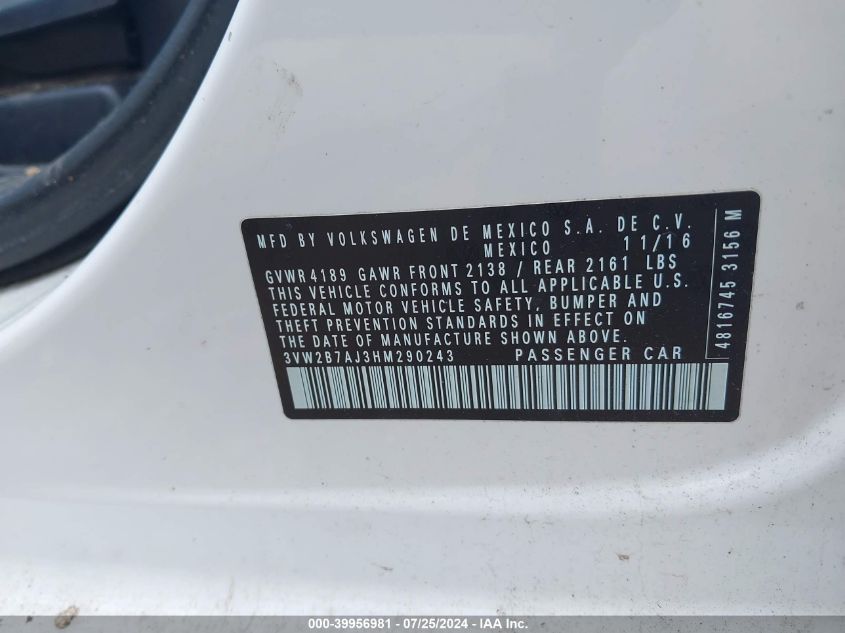 MFD BY VOLKSWAGEN DE MEXICO S.A. DE C.V.
MEXICO 11/16
GVWR 4189 GAWR FRONT 2138 / REAR 2161 LBS
THIS VEHICLE CONFORMS TO ALL APPLICABLE U.S.
FEDERAL MOTOR VEHICLE SAFETY, BUMPER AND
THEFT PREVENTION STANDARDS IN EFFECT ON
THE DATE OF MANUFACTURE SHOWN ABOVE.
3VW2B7AJ3HM290243 PASSENGER CAR
4816745 3156 M
000-39956981 - 07/25/2024 - IAA Inc.